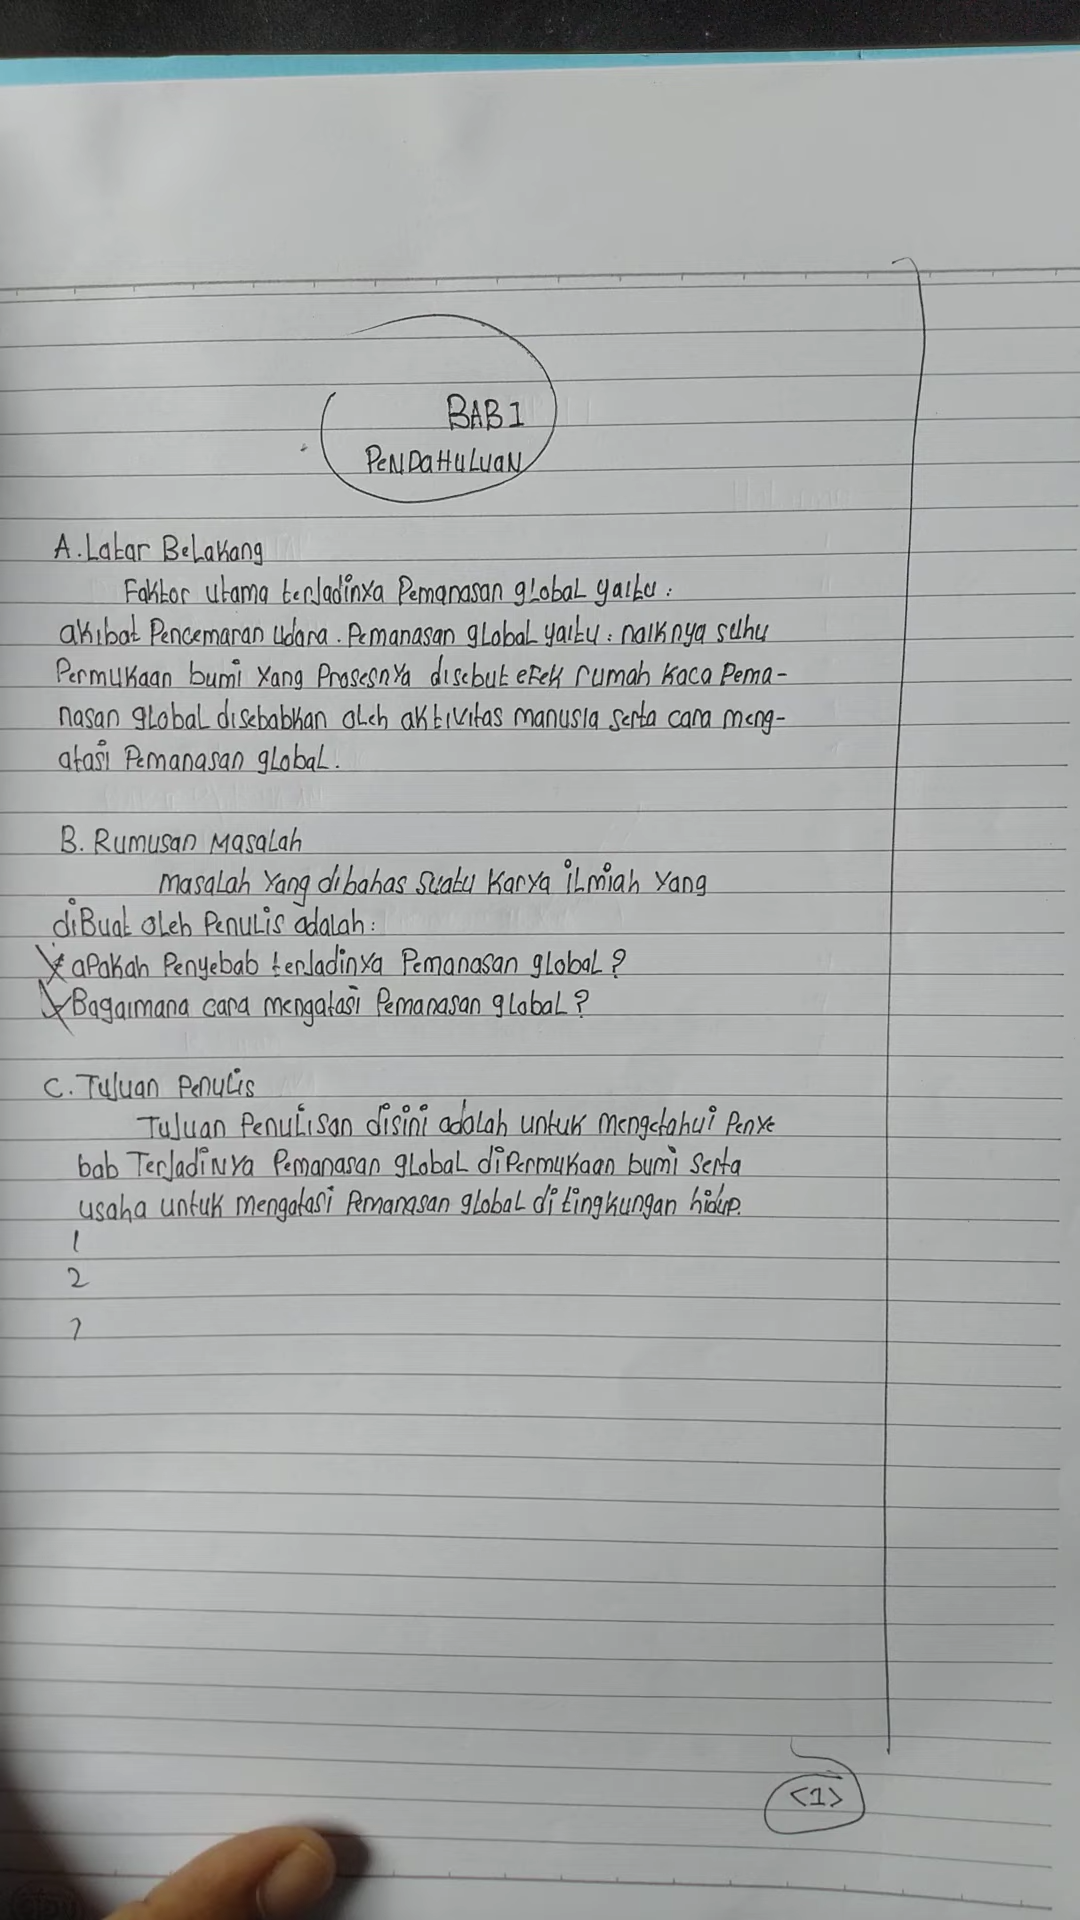 BAB 1
PENDAHULUAN
A. Latar Belakang
Faktor utama terjadinya Pemanasan global yaitu :
akibat Pencemaran udara . Pemanasan global yaitu : naiknya suhu
Permukaan bumi Yang Prosesnya disebut efek rumah kaca Pema-
nasan global disebabkan oleh aktivitas manusia serta cara meng-
atasi Pemanasan global .
B. Rumusan Masalah
Masalah Yang dibahas suatu karya ilmiah Yang
diBuat oleh Penulis adalah :
apakah Penyebab terjadinya Pemanasan global ?
Bagaimana cara mengatasi Pemanasan global ?
C. Tujuan Penulis
Tujuan Penulisan disini adalah untuk mengetahui Penye
bab Terjadinya Pemanasan global diPermukaan bumi serta
usaha untuk mengatasi Pemanasan global di tingkungan hidup.
1
2
<1>